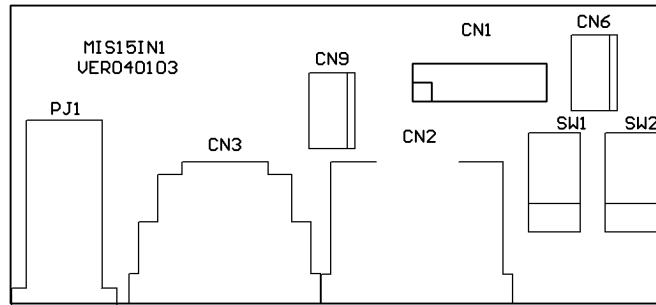 MIS15IN1
VER040103
CN1
CN6
CN9
PJ1
SW1
SW2
CN3
CN2